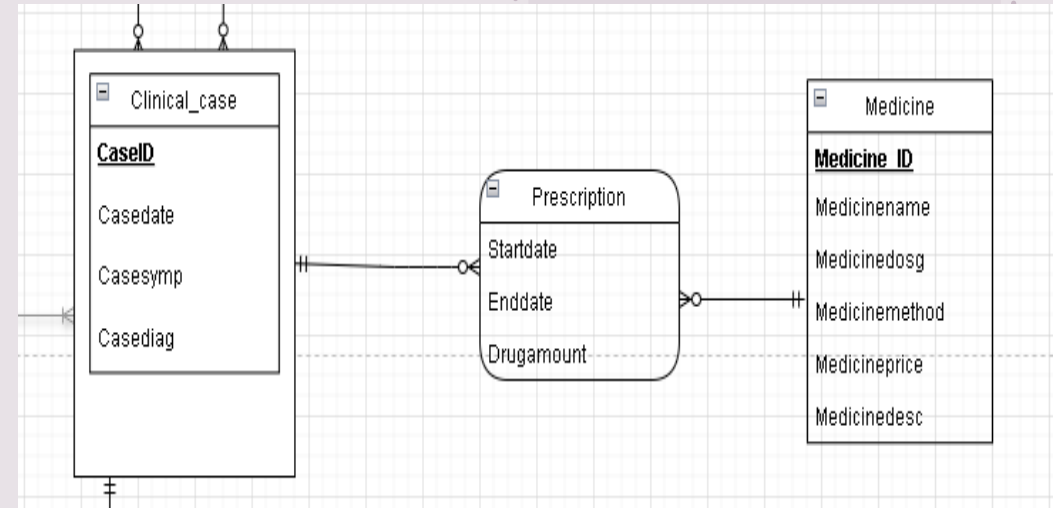 Clinical_case
CaseID
Casedate
Casesymp
Casediag
Prescription
Startdate
Enddate
Drugamount
Medicine
Medicine_ID
Medicinename
Medicinedosg
Medicinemethod
Medicineprice
Medicinedesc